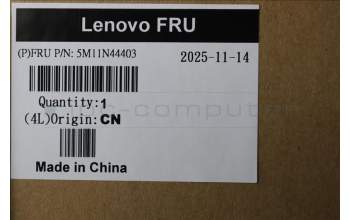 Lenovo FRU
(P)FRU P/N: 5M11N44403 2025-11-14
Quantity:1
(4L)Origin:CN
Made in China